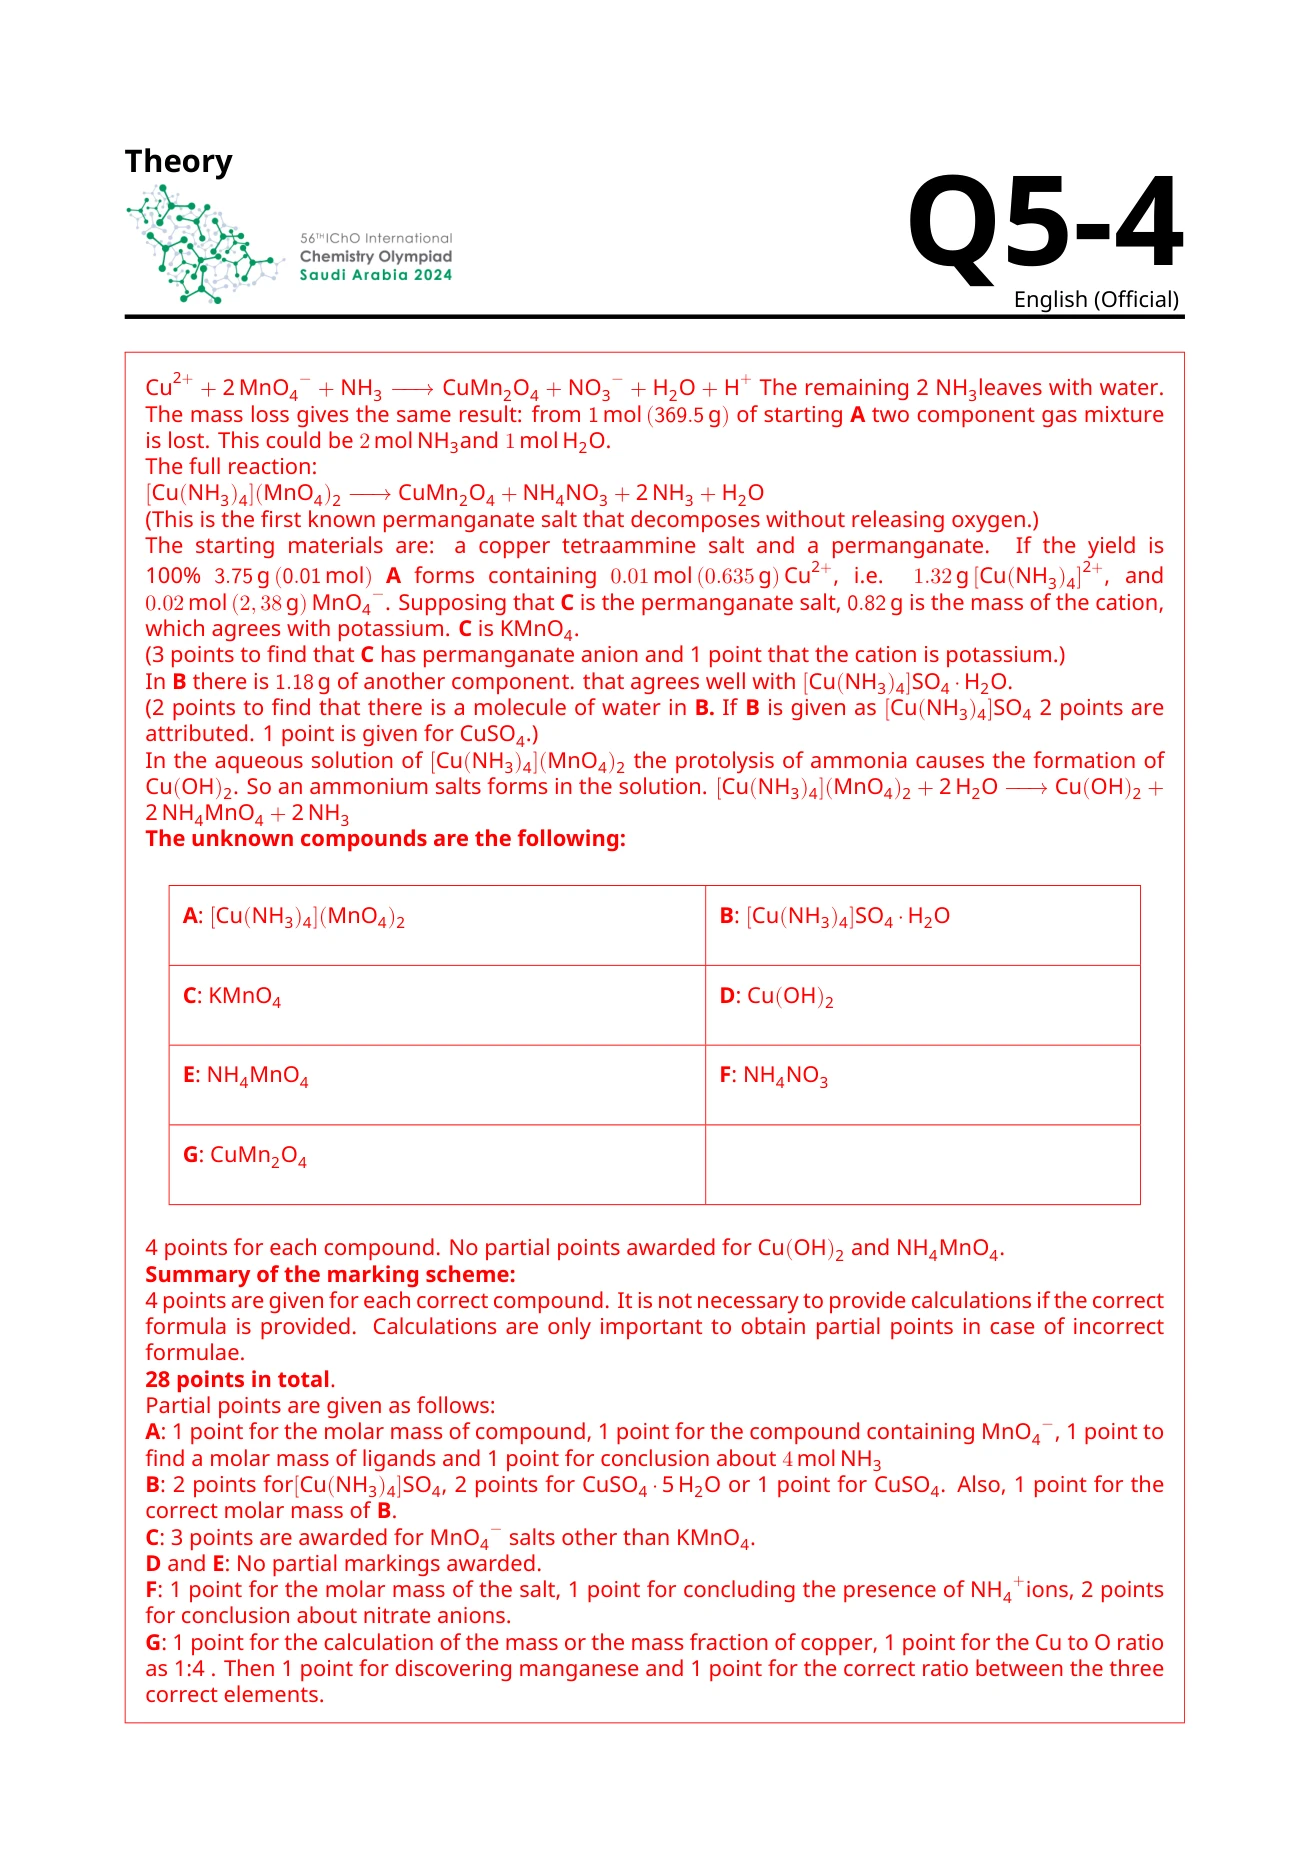 Theory
56THIChO International
Chemistry Olympiad
Saudi Arabia 2024
Q5-4
English (Official)
Cu²⁺ + 2 MnO₄⁻ + NH₃ ⟶ CuMn₂O₄ + NO₃⁻ + H₂O + H⁺ The remaining 2 NH₃leaves with water.
The mass loss gives the same result: from 1 mol (369.5 g) of starting A two component gas mixture
is lost. This could be 2 mol NH₃and 1 mol H₂O.
The full reaction:
[Cu(NH₃)₄](MnO₄)₂ ⟶ CuMn₂O₄ + NH₄NO₃ + 2 NH₃ + H₂O
(This is the first known permanganate salt that decomposes without releasing oxygen.)
The starting materials are: a copper tetraammine salt and a permanganate. If the yield is
100% 3.75 g (0.01 mol) A forms containing 0.01 mol (0.635 g) Cu²⁺, i.e. 1.32 g [Cu(NH₃)₄]²⁺, and
0.02 mol (2, 38 g) MnO₄⁻. Supposing that C is the permanganate salt, 0.82 g is the mass of the cation,
which agrees with potassium. C is KMnO₄.
(3 points to find that C has permanganate anion and 1 point that the cation is potassium.)
In B there is 1.18 g of another component. that agrees well with [Cu(NH₃)₄]SO₄ · H₂O.
(2 points to find that there is a molecule of water in B. If B is given as [Cu(NH₃)₄]SO₄ 2 points are
attributed. 1 point is given for CuSO₄.)
In the aqueous solution of [Cu(NH₃)₄](MnO₄)₂ the protolysis of ammonia causes the formation of
Cu(OH)₂. So an ammonium salts forms in the solution. [Cu(NH₃)₄](MnO₄)₂ + 2 H₂O ⟶ Cu(OH)₂ +
2 NH₄MnO₄ + 2 NH₃
The unknown compounds are the following:
A: [Cu(NH₃)₄](MnO₄)₂
B: [Cu(NH₃)₄]SO₄ · H₂O
C: KMnO₄
D: Cu(OH)₂
E: NH₄MnO₄
F: NH₄NO₃
G: CuMn₂O₄
4 points for each compound. No partial points awarded for Cu(OH)₂ and NH₄MnO₄.
Summary of the marking scheme:
4 points are given for each correct compound. It is not necessary to provide calculations if the correct
formula is provided. Calculations are only important to obtain partial points in case of incorrect
formulae.
28 points in total.
Partial points are given as follows:
A: 1 point for the molar mass of compound, 1 point for the compound containing MnO₄⁻, 1 point to
find a molar mass of ligands and 1 point for conclusion about 4 mol NH₃
B: 2 points for[Cu(NH₃)₄]SO₄, 2 points for CuSO₄ · 5 H₂O or 1 point for CuSO₄. Also, 1 point for the
correct molar mass of B.
C: 3 points are awarded for MnO₄⁻ salts other than KMnO₄.
D and E: No partial markings awarded.
F: 1 point for the molar mass of the salt, 1 point for concluding the presence of NH₄⁺ions, 2 points
for conclusion about nitrate anions.
G: 1 point for the calculation of the mass or the mass fraction of copper, 1 point for the Cu to O ratio
as 1:4 . Then 1 point for discovering manganese and 1 point for the correct ratio between the three
correct elements.